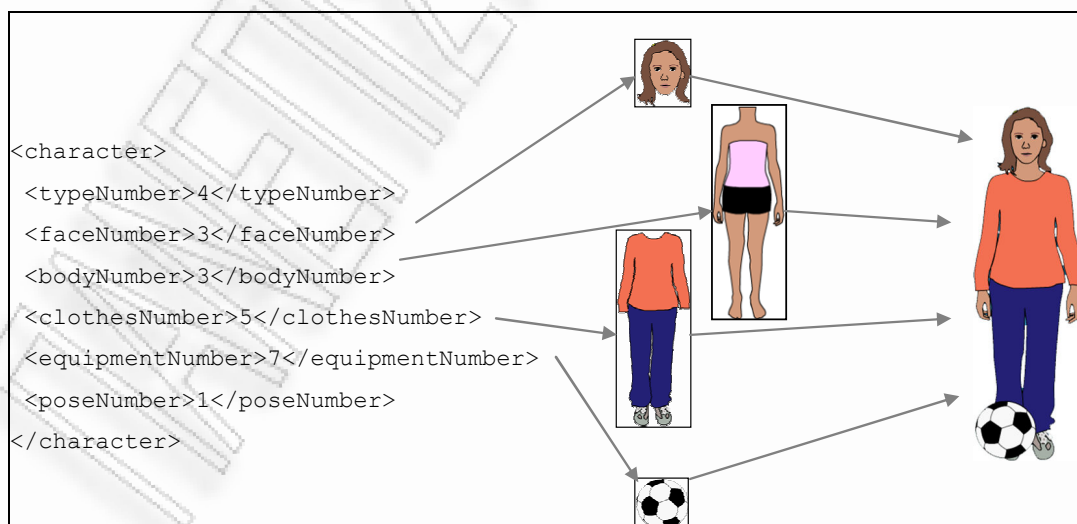 <character>
<typeNumber>4</typeNumber>
<faceNumber>3</faceNumber>
<bodyNumber>3</bodyNumber>
<clothesNumber>5</clothesNumber>
<equipmentNumber>7</equipmentNumber>
<poseNumber>1</poseNumber>
</character>